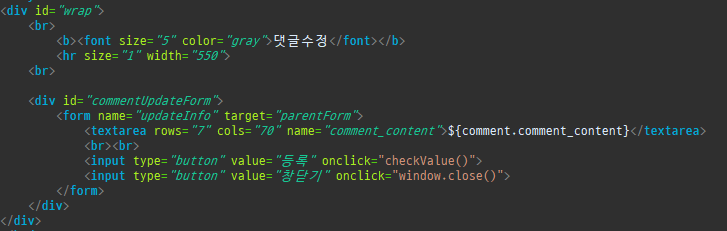 <div id="wrap">
<br>
<b><font size="5" color="gray">댓글수정</font></b>
<hr size="1" width="550">
<br>
<div id="commentUpdateForm">
<form name="updateInfo" target="parentForm">
<textarea rows="7" cols="70" name="comment_content">${comment.comment_content}</textarea>
<br><br>
<input type="button" value="등록" onclick="checkValue()">
<input type="button" value="창닫기" onclick="window.close()">
</form>
</div>
</div>